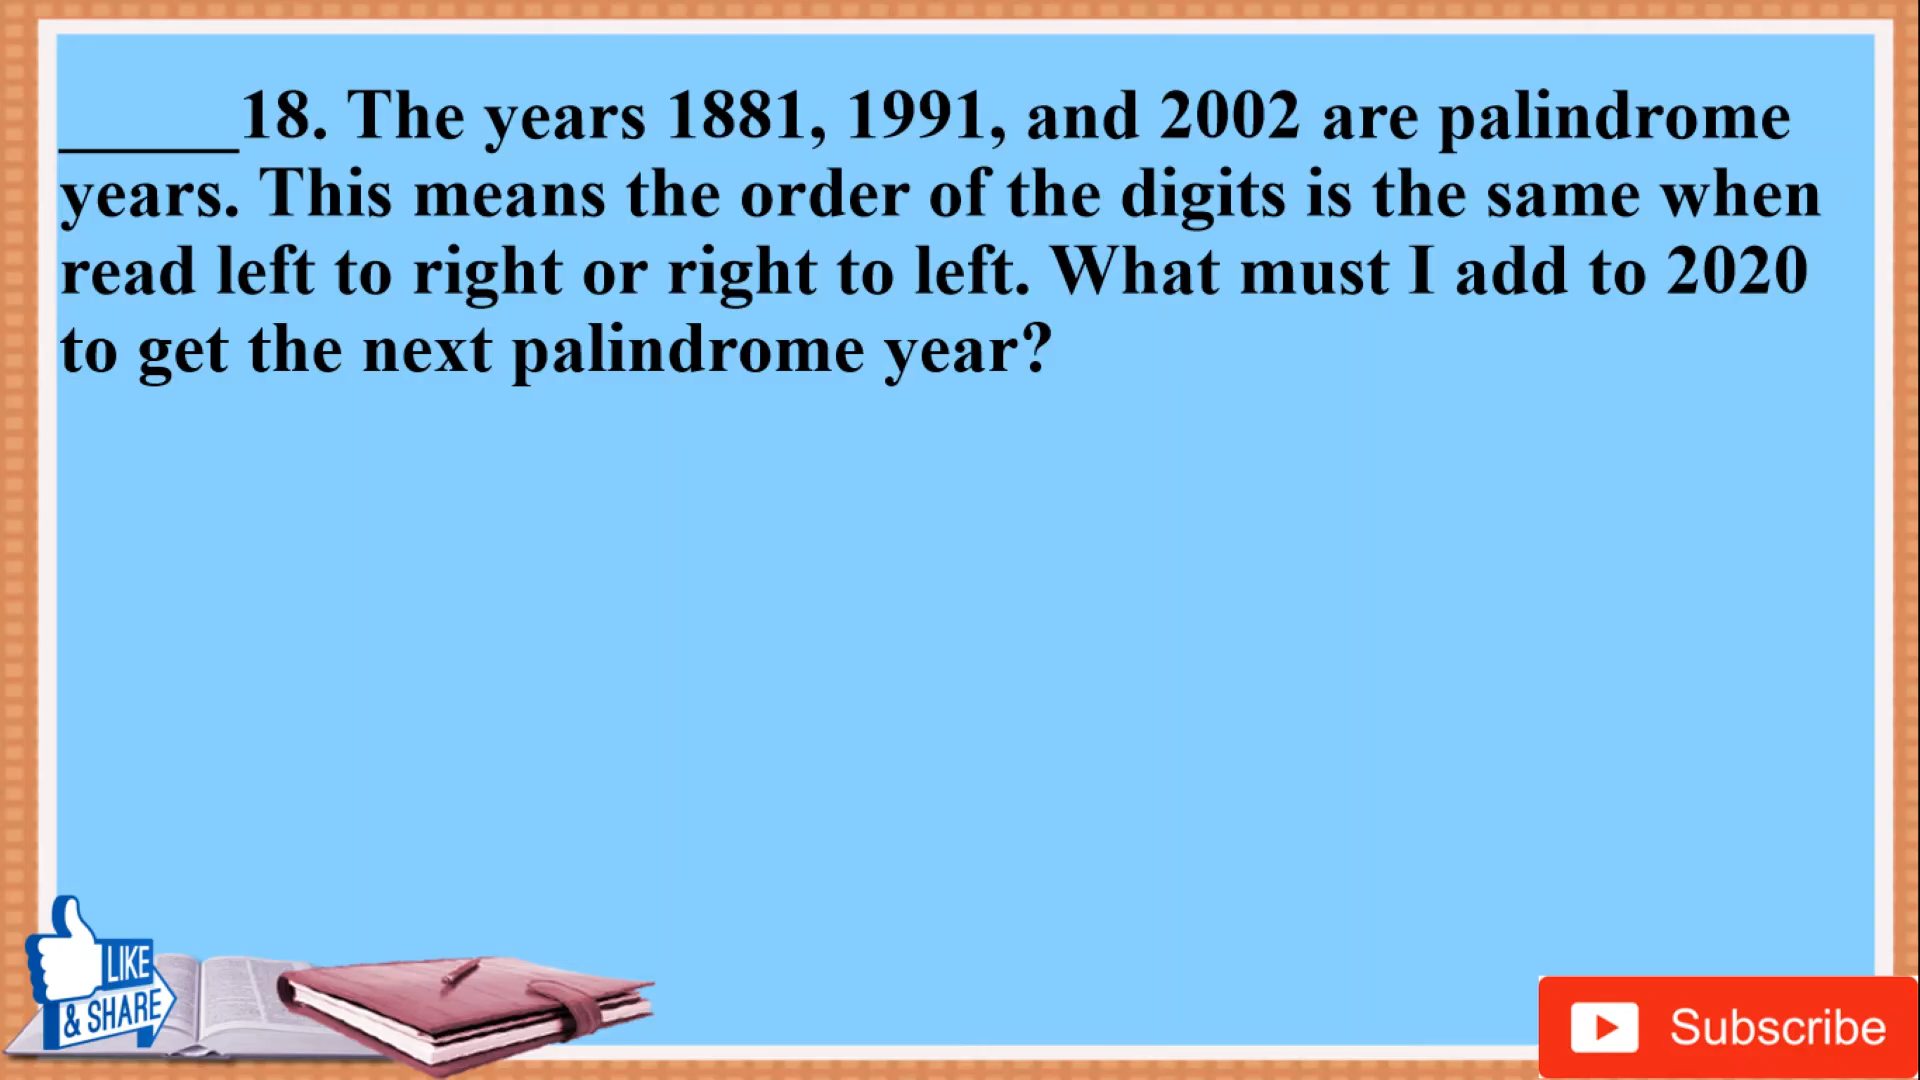 _____18. The years 1881, 1991, and 2002 are palindrome
years. This means the order of the digits is the same when
read left to right or right to left. What must I add to 2020
to get the next palindrome year?
LIKE
& SHARE
Subscribe